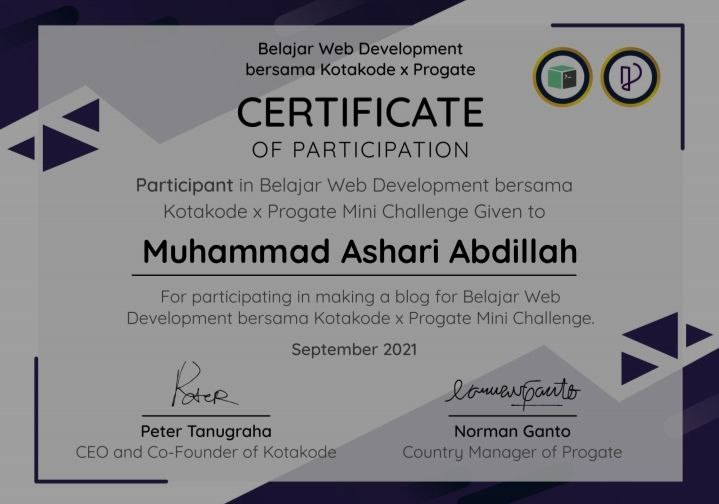 Belajar Web Development
bersama Kotakode x Progate
CERTIFICATE
OF PARTICIPATION
Participant in Belajar Web Development bersama
Kotakode x Progate Mini Challenge Given to
Muhammad Ashari Abdillah
For participating in making a blog for Belajar Web
Development bersama Kotakode x Progate Mini Challenge.
September 2021
Peter Tanugraha
CEO and Co-Founder of Kotakode
Norman Ganto
Country Manager of Progate